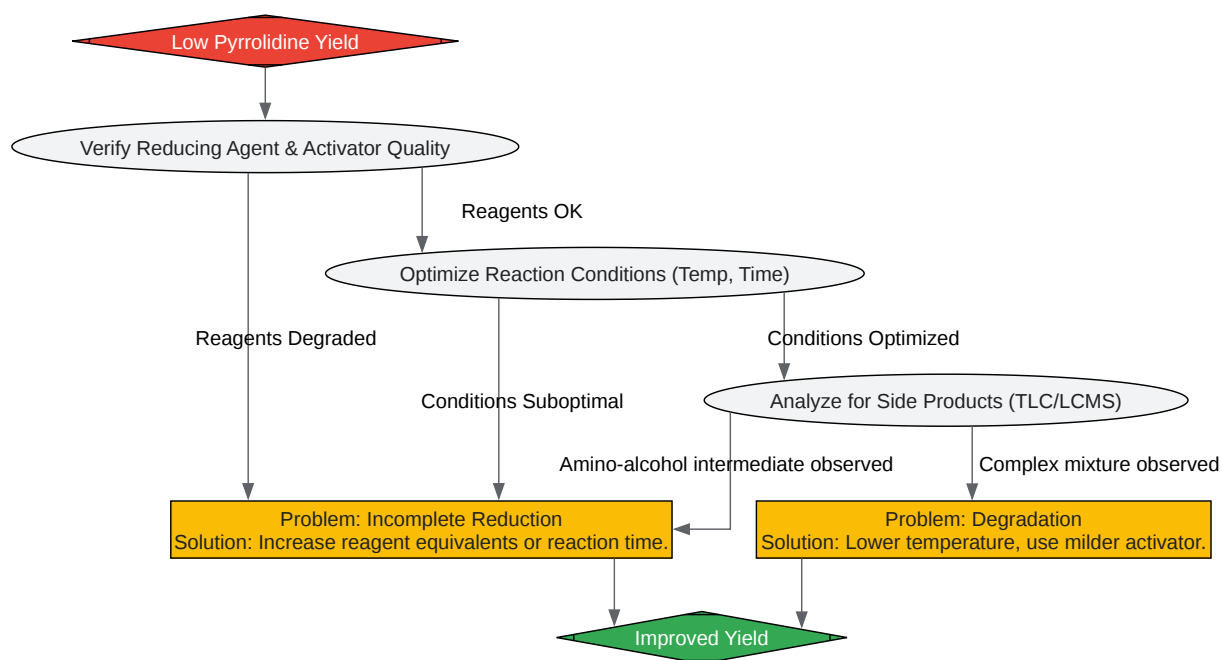 Low Pyrrolidine Yield
Verify Reducing Agent & Activator Quality
Reagents OK
Optimize Reaction Conditions (Temp, Time)
Reagents Degraded
Conditions Optimized
Conditions Suboptimal
Analyze for Side Products (TLC/LCMS)
Amino-alcohol intermediate observed
Complex mixture observed
Problem: Incomplete Reduction
Solution: Increase reagent equivalents or reaction time.
Problem: Degradation
Solution: Lower temperature, use milder activator.
Improved Yield